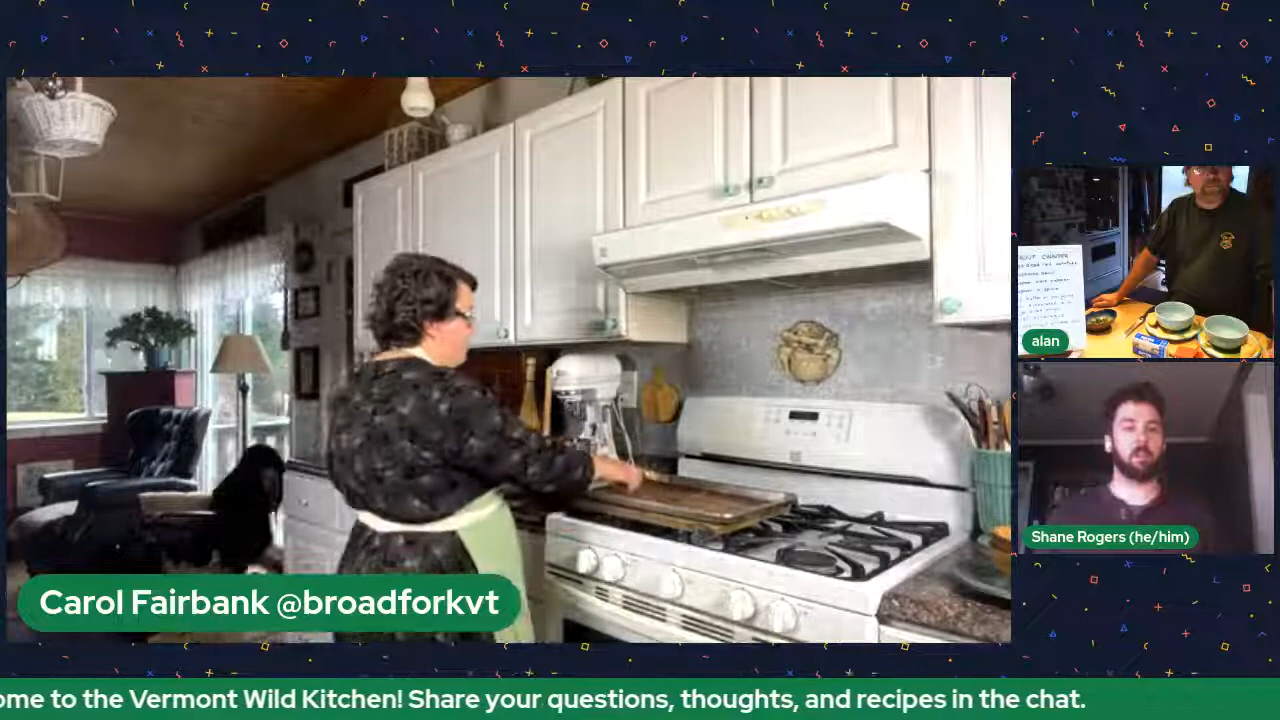 Carol Fairbank @broadforkvt
alan
Shane Rogers (he/him)
ome to the Vermont Wild Kitchen! Share your questions, thoughts, and recipes in the chat.